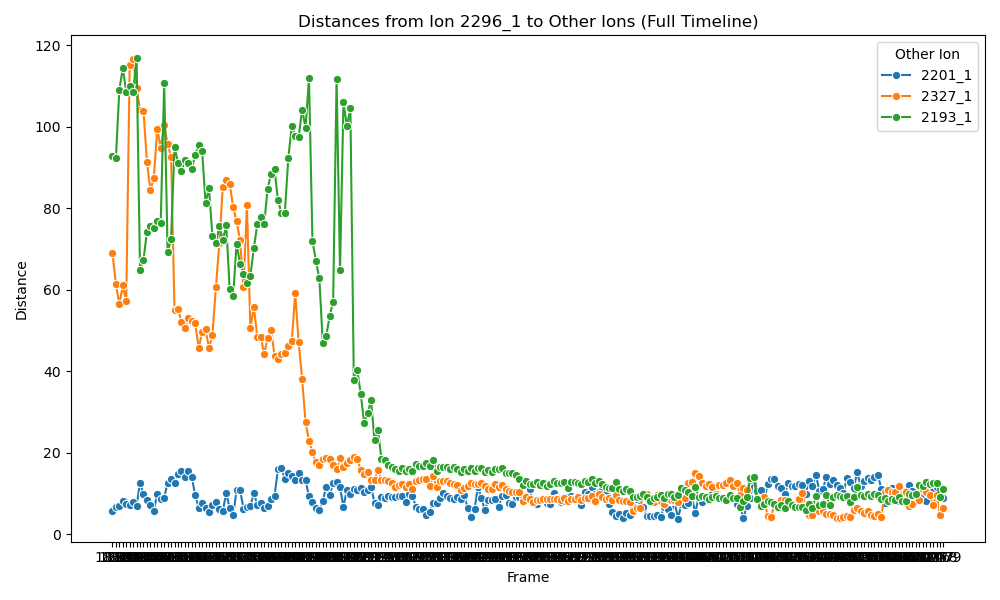 Distances from Ion 2296_1 to Other Ions (Full Timeline)
120
100
80
60
40
20
0
Distance
Frame
Other Ion
2201_1
2327_1
2193_1